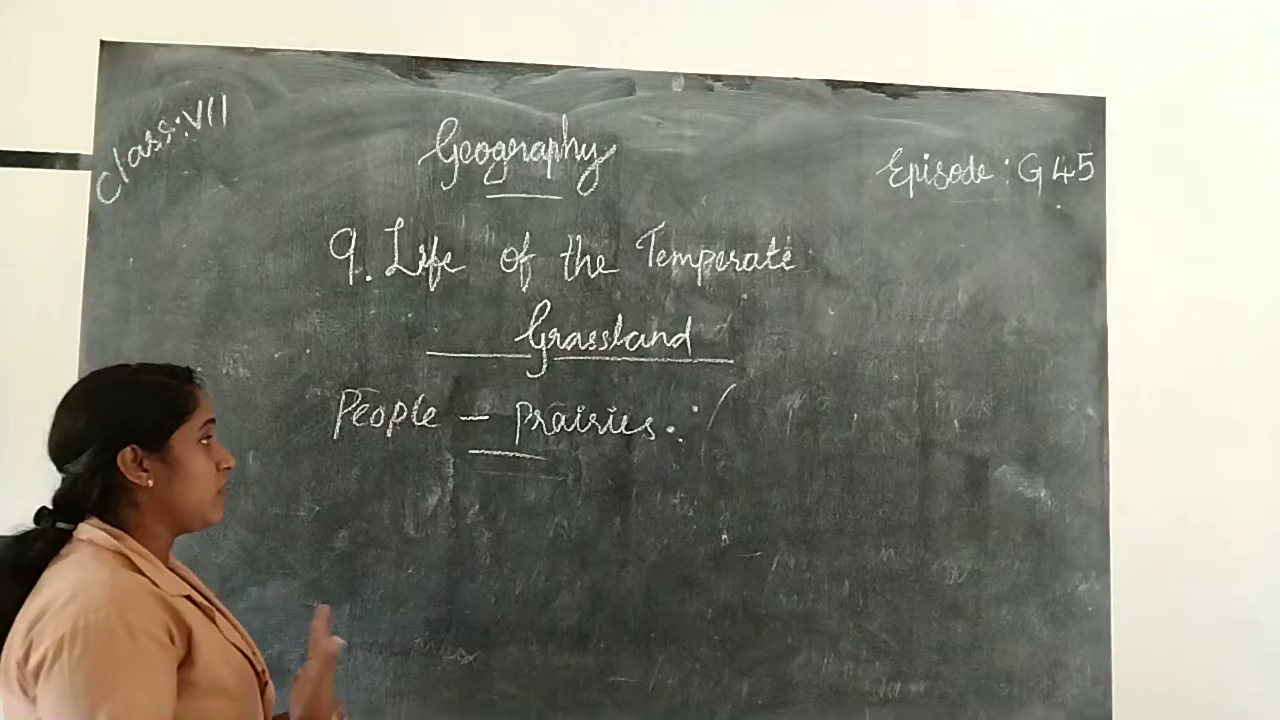 Class: VII
Geography
Episode: G 45
9. Life of the Temperate
Grassland
People - Prairies :